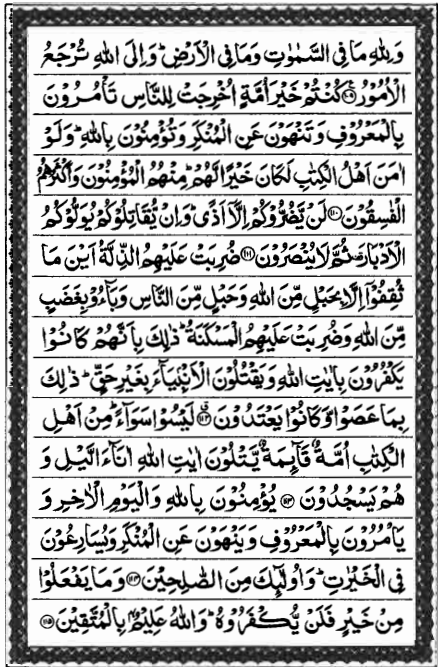 وَلِلّٰهِ مَا فِی السَّمٰوٰتِ وَمَا فِی الْاَرْضِ ؕ وَاِلَی اللّٰهِ تُرْجَعُ
الْاُمُوْرُ ۝۱۰۹ كُنْتُمْ خَیْرَ اُمَّةٍ اُخْرِجَتْ لِلنَّاسِ تَاْمُرُوْنَ
بِالْمَعْرُوْفِ وَتَنْهَوْنَ عَنِ الْمُنْكَرِ وَتُؤْمِنُوْنَ بِاللّٰهِ ؕ وَلَوْ
اٰمَنَ اَهْلُ الْكِتٰبِ لَكَانَ خَیْرًا لَّهُمْ ؕ مِنْهُمُ الْمُؤْمِنُوْنَ وَاَكْثَرُهُمُ
الْفٰسِقُوْنَ ۝۱۱۰ لَنْ یَّضُرُّوْكُمْ اِلَّاۤ اَذًی ؕ وَاِنْ یُّقَاتِلُوْكُمْ یُوَلُّوْكُمُ
الْاَدْبَارَ ۫ ثُمَّ لَا یُنْصَرُوْنَ ۝۱۱۱ ضُرِبَتْ عَلَیْهِمُ الذِّلَّةُ اَیْنَ مَا
ثُقِفُوْۤا اِلَّا بِحَبْلٍ مِّنَ اللّٰهِ وَحَبْلٍ مِّنَ النَّاسِ وَبَآءُوْ بِغَضَبٍ
مِّنَ اللّٰهِ وَضُرِبَتْ عَلَیْهِمُ الْمَسْكَنَةُ ؕ ذٰلِكَ بِاَنَّهُمْ كَانُوْا
یَكْفُرُوْنَ بِاٰیٰتِ اللّٰهِ وَیَقْتُلُوْنَ الْاَنْۢبِیَآءَ بِغَیْرِ حَقٍّ ؕ ذٰلِكَ
بِمَا عَصَوْا وَّكَانُوْا یَعْتَدُوْنَ ۝۱۱۲ لَیْسُوْا سَوَآءً ؕ مِنْ اَهْلِ
الْكِتٰبِ اُمَّةٌ قَآئِمَةٌ یَّتْلُوْنَ اٰیٰتِ اللّٰهِ اٰنَآءَ الَّیْلِ وَ
هُمْ یَسْجُدُوْنَ ۝۱۱۳ یُؤْمِنُوْنَ بِاللّٰهِ وَالْیَوْمِ الْاٰخِرِ وَ
یَاْمُرُوْنَ بِالْمَعْرُوْفِ وَیَنْهَوْنَ عَنِ الْمُنْكَرِ وَیُسَارِعُوْنَ
فِی الْخَیْرٰتِ ؕ وَاُولٰٓئِكَ مِنَ الصّٰلِحِیْنَ ۝۱۱۴ وَمَا یَفْعَلُوْا
مِنْ خَیْرٍ فَلَنْ یُّكْفَرُوْهُ ؕ وَاللّٰهُ عَلِیْمٌۢ بِالْمُتَّقِیْنَ ۝۱۱۵